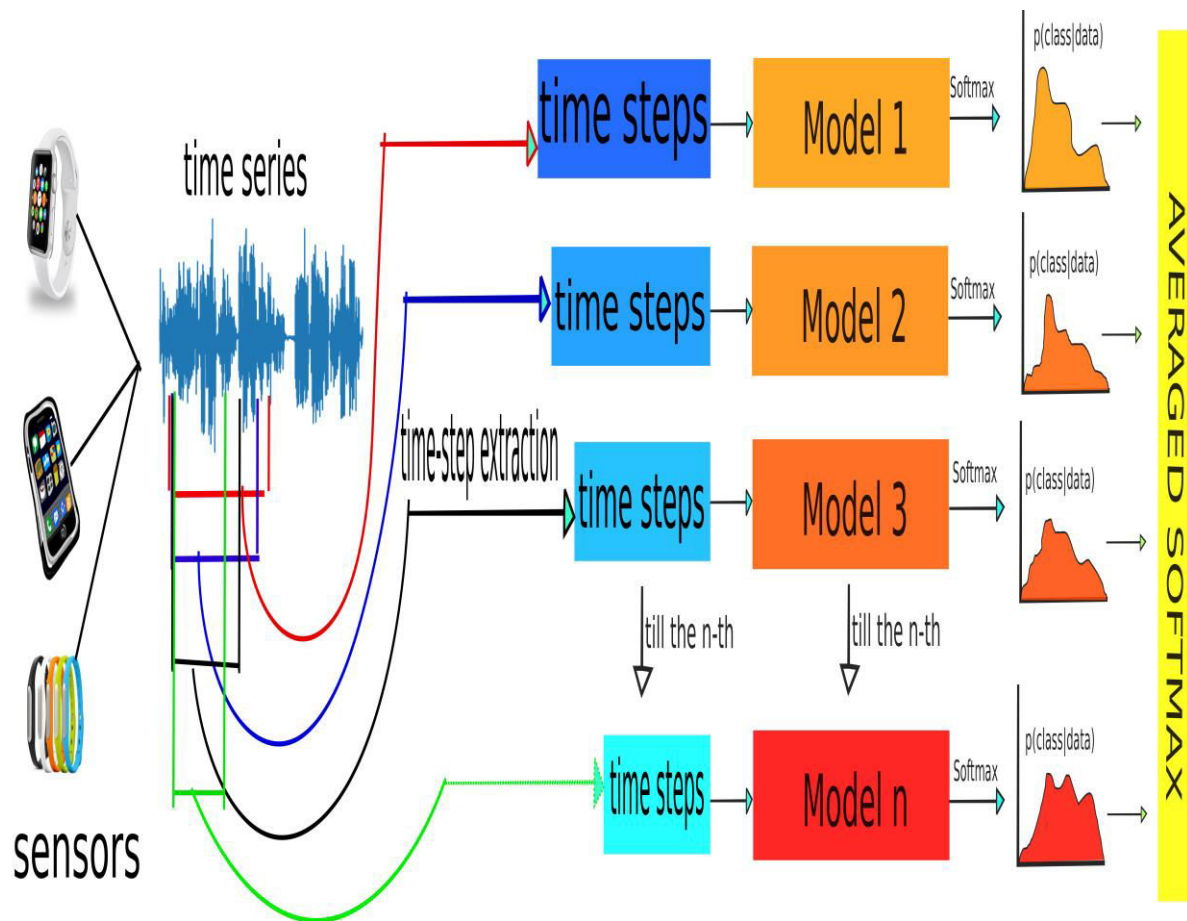 time series
sensors
time-step extraction
time steps
Model 1
Softmax
p(class|data)
time steps
Model 2
Softmax
p(class|data)
time steps
Model 3
Softmax
p(class|data)
till the n-th
till the n-th
time steps
Model n
Softmax
p(class|data)
AVERAGED SOFTMAX